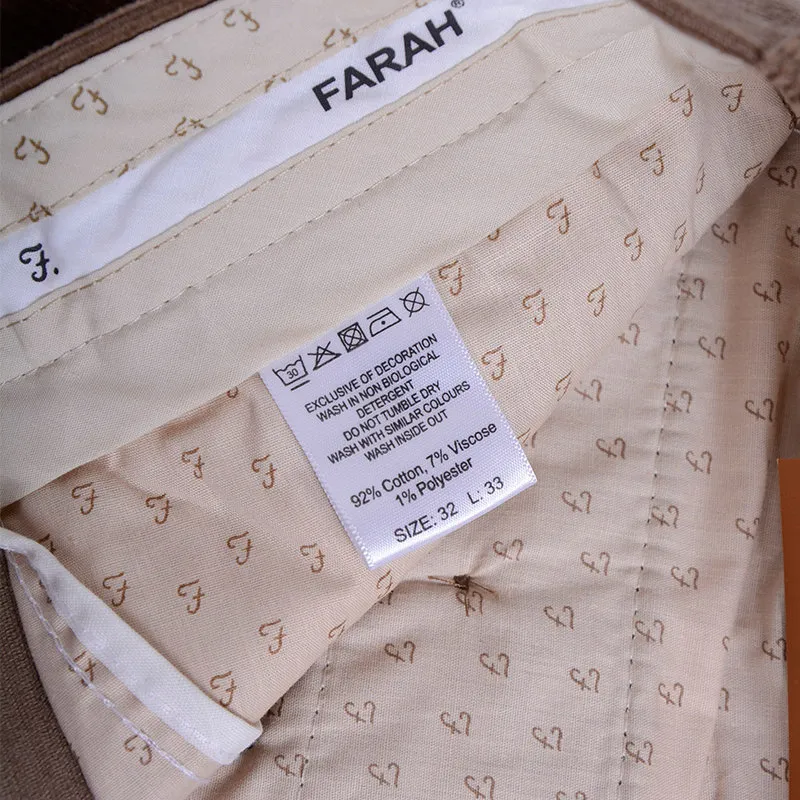 FARAH®
F.
30
EXCLUSIVE OF DECORATION
WASH IN NON BIOLOGICAL
DETERGENT
DO NOT TUMBLE DRY
WASH WITH SIMILAR COLOURS
WASH INSIDE OUT
92% Cotton, 7% Viscose
1% Polyester
SIZE: 32 L: 33